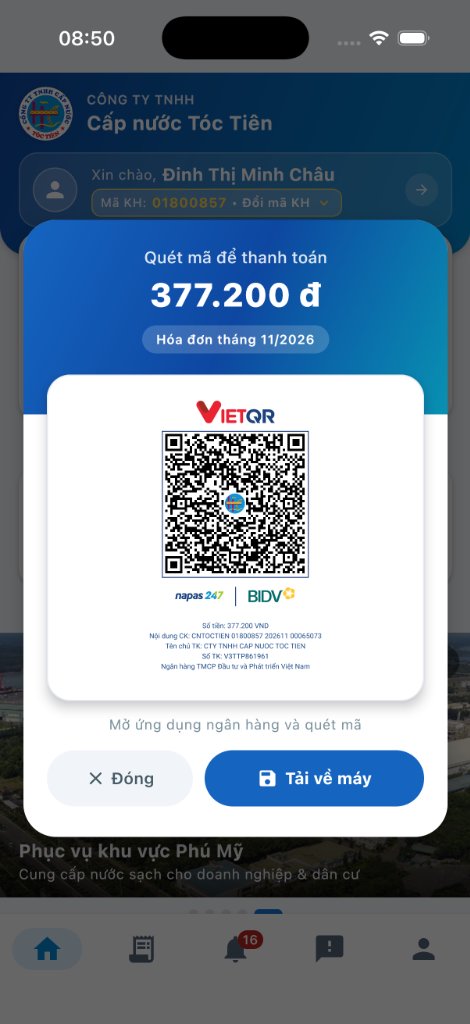 08:50
CÔNG TY TNHH
Cấp nước Tóc Tiên
Xin chào, Đinh Thị Minh Châu
Mã KH: 01800857 • Đổi mã KH
Quét mã để thanh toán
377.200 đ
Hóa đơn tháng 11/2026
VIETQR
napas 247 | BIDV
Số tiền: 377.200 VND
Nội dung CK: CNTOCTIEN 01800857 202611 00065073
Tên chủ TK: CTY TNHH CAP NUOC TOC TIEN
Số TK: V3TTP861961
Ngân hàng TMCP Đầu tư và Phát triển Việt Nam
Mở ứng dụng ngân hàng và quét mã
Đóng
Tải về máy
Phục vụ khu vực Phú Mỹ
Cung cấp nước sạch cho doanh nghiệp & dân cư
16